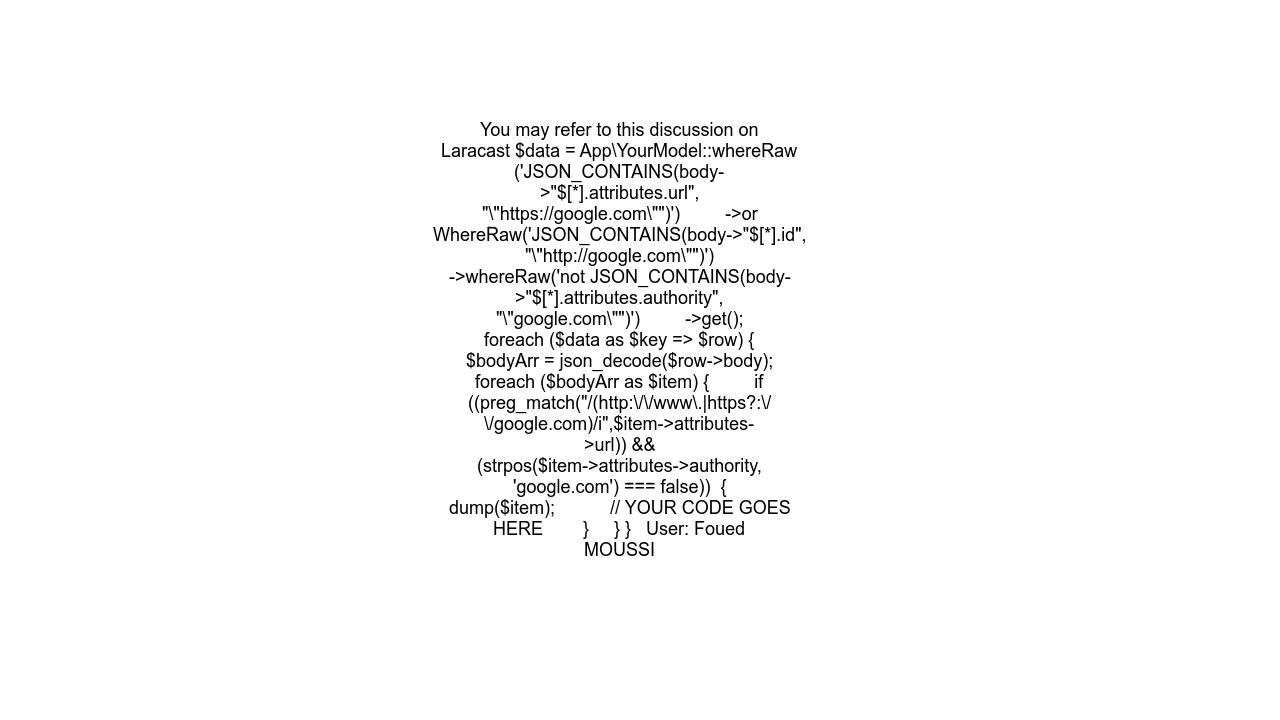 You may refer to this discussion on
Laracast $data = App\YourModel::whereRaw
('JSON_CONTAINS(body-
>"$[*].attributes.url",
"\"https://google.com\"")')         ->or
WhereRaw('JSON_CONTAINS(body->"$[*].id",
"\"http://google.com\"")')
->whereRaw('not JSON_CONTAINS(body-
>"$[*].attributes.authority",
"\"google.com\"")')         ->get();
foreach ($data as $key => $row) {
$bodyArr = json_decode($row->body);
foreach ($bodyArr as $item) {         if
((preg_match("/(http:\/\/www\.|https?:\/
\/google.com)/i",$item->attributes-
>url)) &&
(strpos($item->attributes->authority,
'google.com') === false))  {
dump($item);           // YOUR CODE GOES
HERE        }     } }   User: Foued
MOUSSI